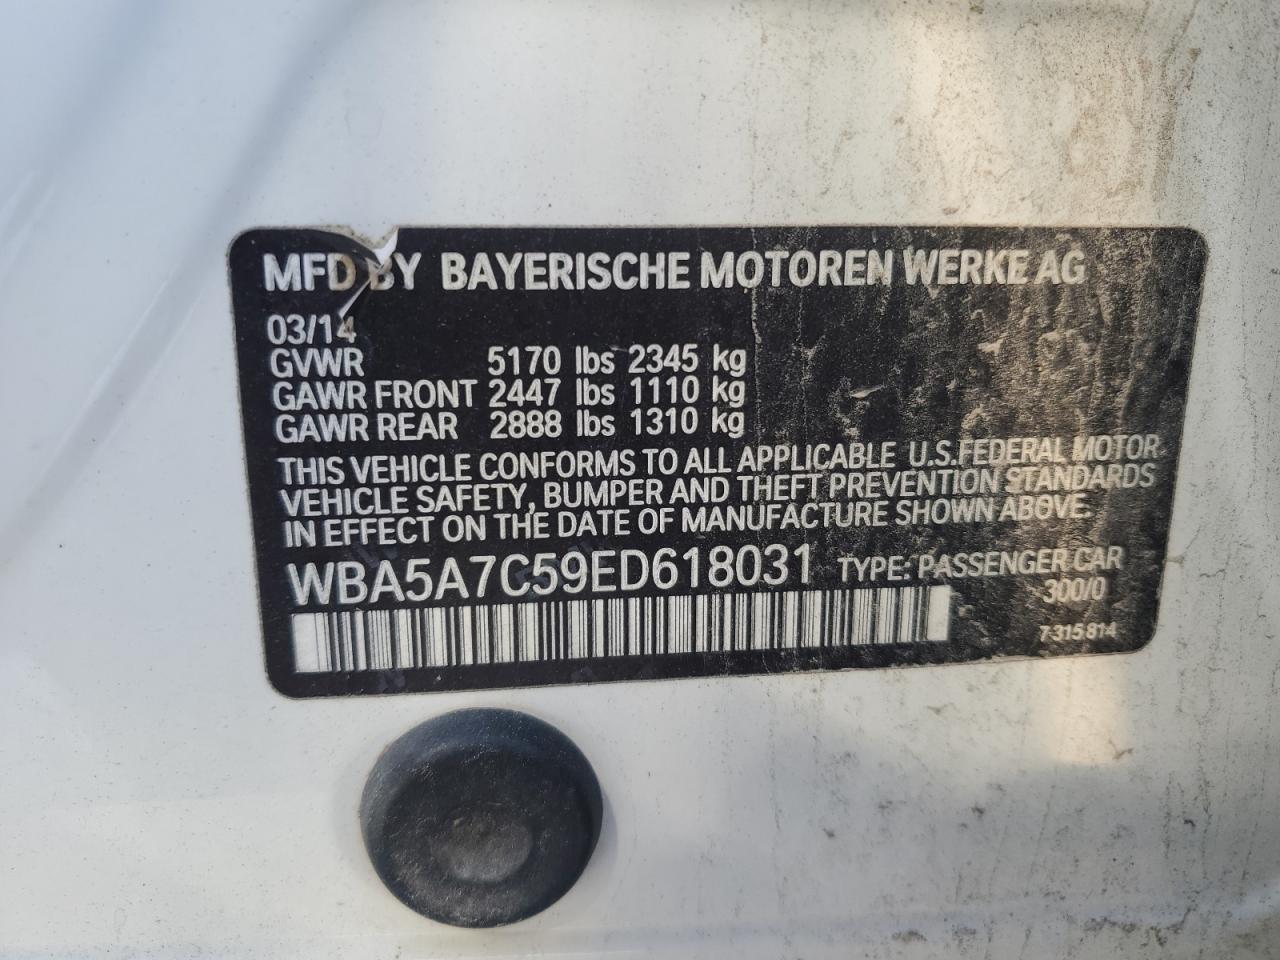 MFD BY BAYERISCHE MOTOREN WERKE AG
03/14
GVWR 5170 lbs 2345 kg
GAWR FRONT 2447 lbs 1110 kg
GAWR REAR 2888 lbs 1310 kg
THIS VEHICLE CONFORMS TO ALL APPLICABLE U.S.FEDERAL MOTOR
VEHICLE SAFETY, BUMPER AND THEFT PREVENTION STANDARDS
IN EFFECT ON THE DATE OF MANUFACTURE SHOWN ABOVE.
WBA5A7C59ED618031 TYPE: PASSENGER CAR
300/0
7 315 814